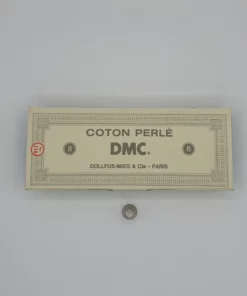 COTON PERLÉ
8 DMC® 8
DOLLFUS-MIEG & Cie - PARIS